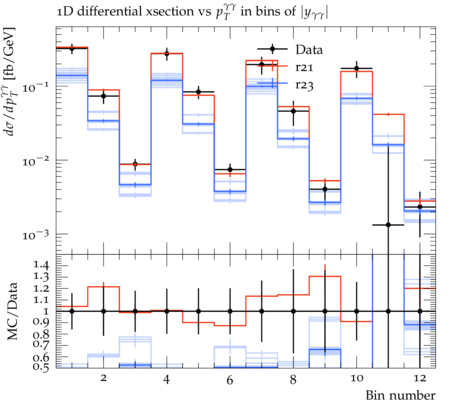 1D differential xsection vs p_T^γγ in bins of |y_γγ|
dσ/dp_T^γγ [fb/GeV]
10⁻¹
10⁻²
10⁻³
Data
r21
r23
MC/Data
1.4
1.3
1.2
1.1
1
0.9
0.8
0.7
0.6
0.5
2 4 6 8 10 12
Bin number